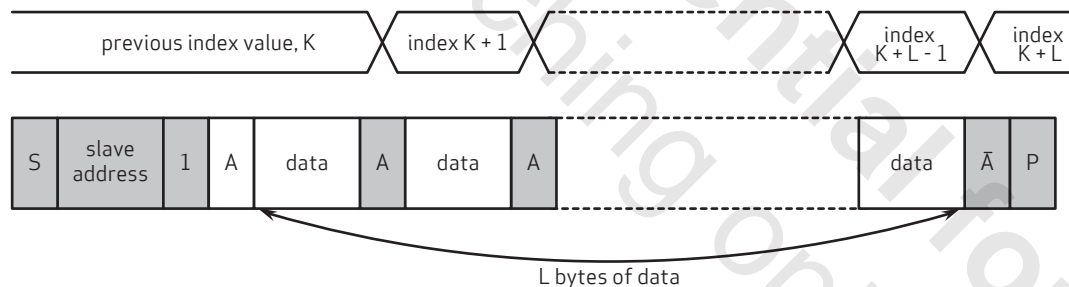 previous index value, K
index K + 1
index
K + L - 1
index
K + L
S
slave
address
1
A
data
A
data
A
data
Ā
P
L bytes of data